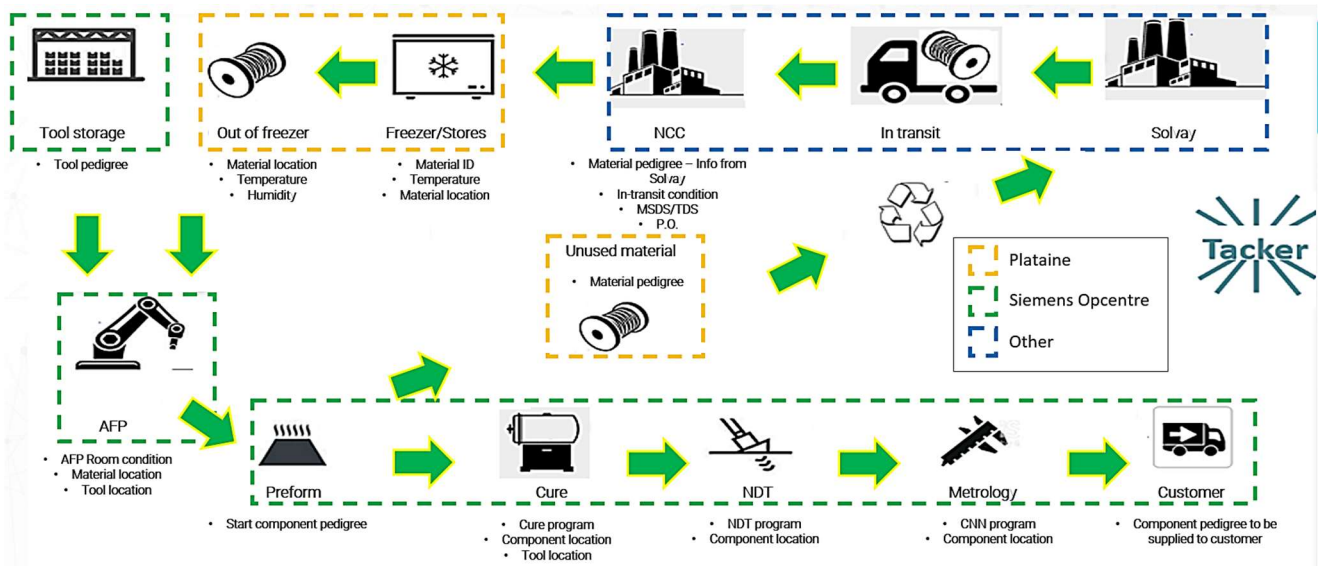 Tool storage
Out of freezer
Freezer/Stores
NCC
In transit
Solvay
• Tool pedigree
• Material location
• Temperature
• Humidity
• Material ID
• Temperature
• Material location
• Material pedigree – Info from
Solvay
• In-transit condition
• MSDS/TDS
• P.O.
Unused material
• Material pedigree
Tacker
Plataine
Siemens Opcentre
Other
AFP
• AFP Room condition
• Material location
• Tool location
Preform
Cure
NDT
Metrology
Customer
• Start component pedigree
• Cure program
• Component location
• Tool location
• NDT program
• Component location
• CNN program
• Component location
• Component pedigree to be
supplied to customer